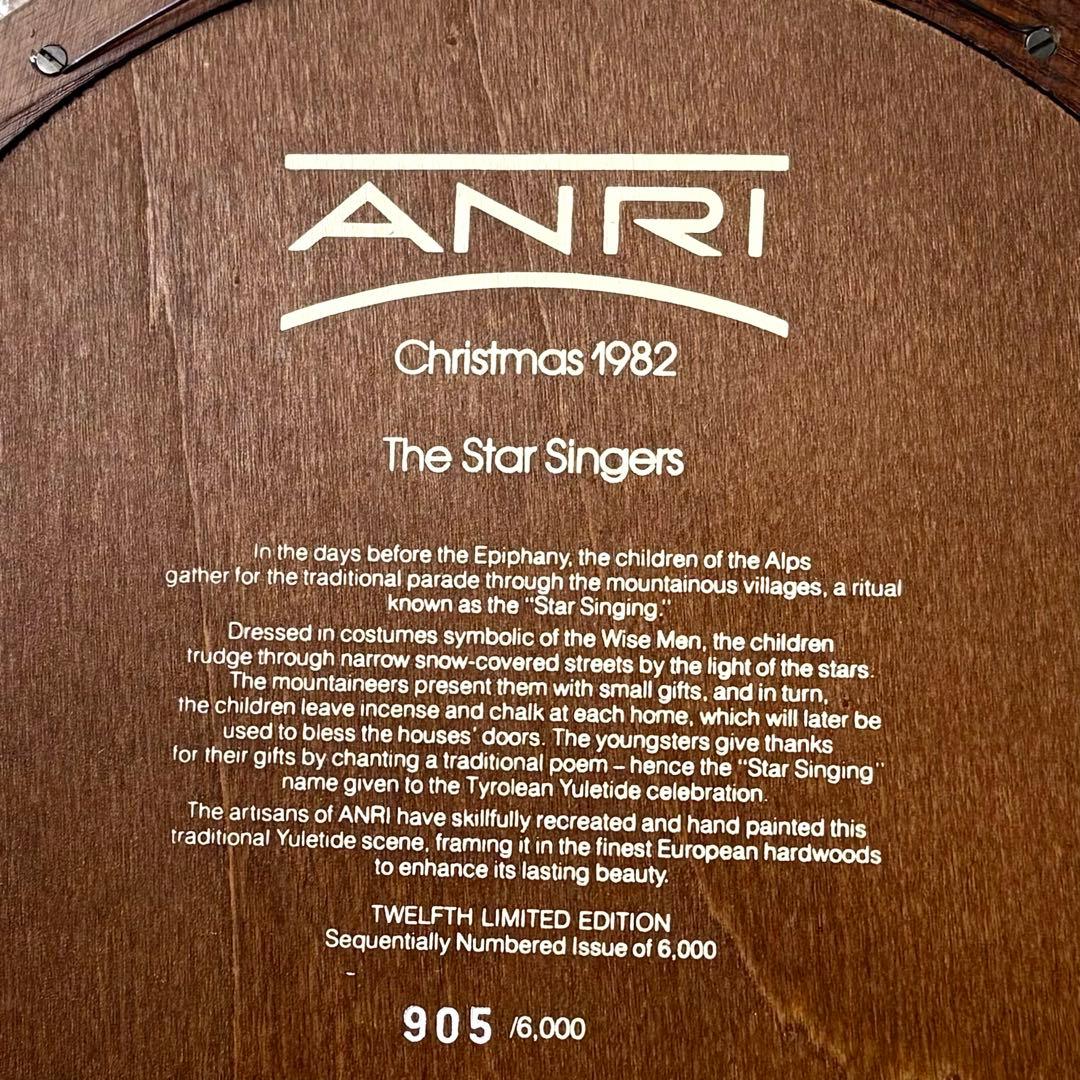 ANRI
Christmas 1982
The Star Singers
In the days before the Epiphany, the children of the Alps
gather for the traditional parade through the mountainous villages, a ritual
known as the "Star Singing."
Dressed in costumes symbolic of the Wise Men, the children
trudge through narrow snow-covered streets by the light of the stars.
The mountaineers present them with small gifts, and in turn,
the children leave incense and chalk at each home, which will later be
used to bless the houses' doors. The youngsters give thanks
for their gifts by chanting a traditional poem – hence the "Star Singing"
name given to the Tyrolean Yuletide celebration.
The artisans of ANRI have skillfully recreated and hand painted this
traditional Yuletide scene, framing it in the finest European hardwoods
to enhance its lasting beauty.
TWELFTH LIMITED EDITION
Sequentially Numbered Issue of 6,000
905 /6,000